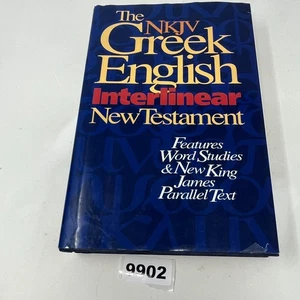 The
NKJV
Greek
English
Interlinear
New Testament
Features
Word Studies
& New King
James
Parallel Text
9902